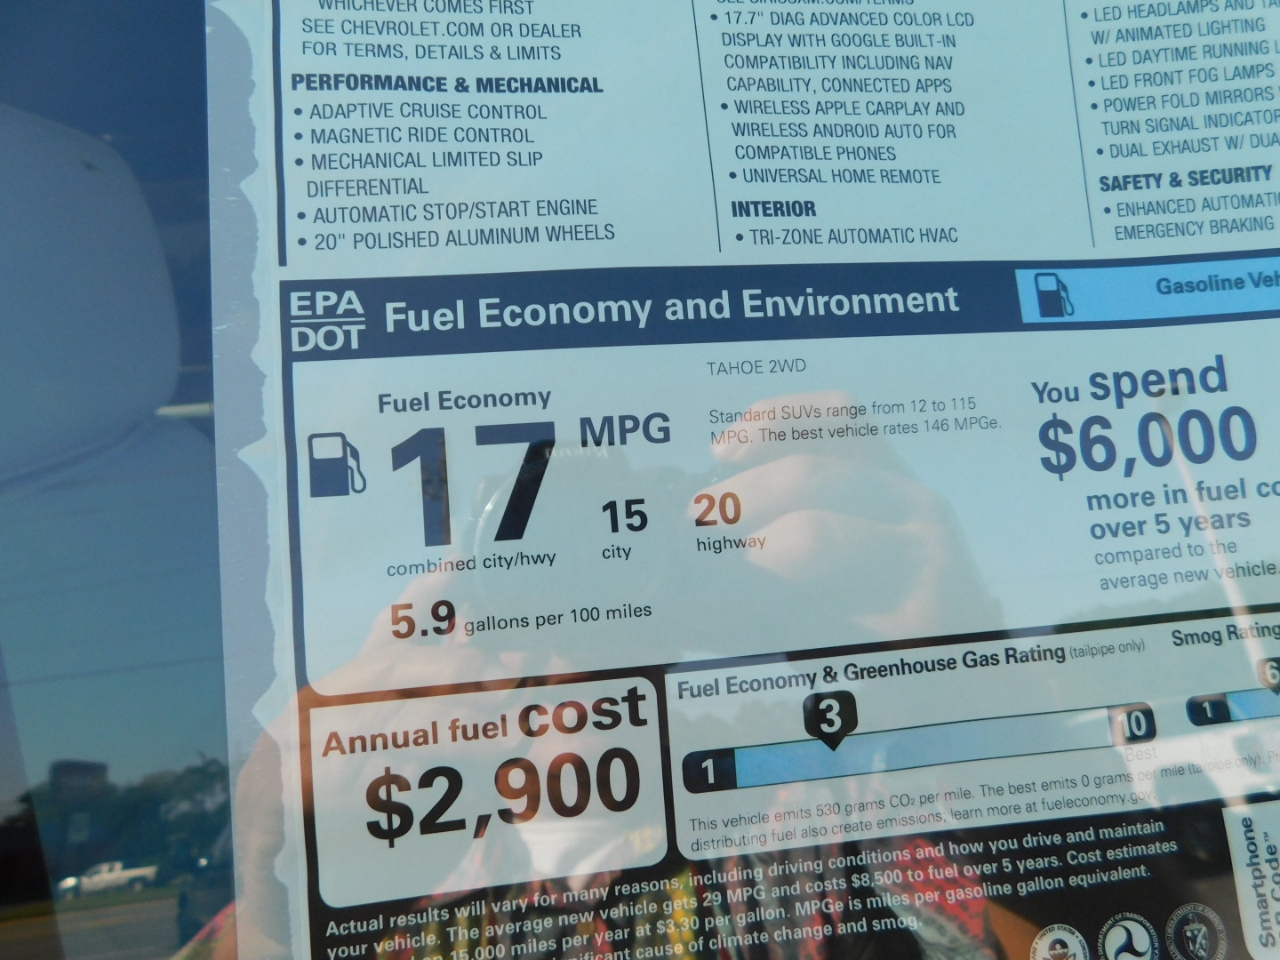 WHICHEVER COMES FIRST
SEE CHEVROLET.COM OR DEALER
FOR TERMS, DETAILS & LIMITS
PERFORMANCE & MECHANICAL
• ADAPTIVE CRUISE CONTROL
• MAGNETIC RIDE CONTROL
• MECHANICAL LIMITED SLIP
DIFFERENTIAL
• AUTOMATIC STOP/START ENGINE
• 20" POLISHED ALUMINUM WHEELS
• 17.7" DIAG ADVANCED COLOR LCD
DISPLAY WITH GOOGLE BUILT-IN
COMPATIBILITY INCLUDING NAV
CAPABILITY, CONNECTED APPS
• WIRELESS APPLE CARPLAY AND
WIRELESS ANDROID AUTO FOR
COMPATIBLE PHONES
• UNIVERSAL HOME REMOTE
INTERIOR
• TRI-ZONE AUTOMATIC HVAC
• LED HEADLAMPS AND
W/ ANIMATED LIGHTING
• LED DAYTIME RUNNING
• LED FRONT FOG LAMPS
• POWER FOLD MIRRORS
TURN SIGNAL INDICATOR
• DUAL EXHAUST W/
SAFETY & SECURITY
• ENHANCED
EMERGENCY BRAKING
EPA
DOT
Fuel Economy and Environment
Gasoline
Fuel Economy
17 MPG
combined city/hwy
15
city
20
highway
5.9 gallons per 100 miles
TAHOE 2WD
Standard SUVs range from 12 to 115
MPG. The best vehicle rates 146 MPGe.
You spend
$6,000
more in fuel
over 5 years
compared to the
average new vehicle.
Annual fuel cost
$2,900
Fuel Economy & Greenhouse Gas Rating (tailpipe only)
3
1
10
Best
This vehicle emits 530 grams CO₂ per mile. The best emits 0 grams per mile (tailpipe only).
distributing fuel also create emissions; learn more at fueleconomy.gov.
Smog Rating
6
1
Actual results will vary for many reasons, including driving conditions and how you drive and maintain
your vehicle. The average new vehicle gets 29 MPG and costs $8,500 to fuel over 5 years. Cost estimates
on 15,000 miles per year at $3.30 per gallon. MPGe is miles per gasoline gallon equivalent.
cause of climate change and smog.
Smartphone
QRCode™